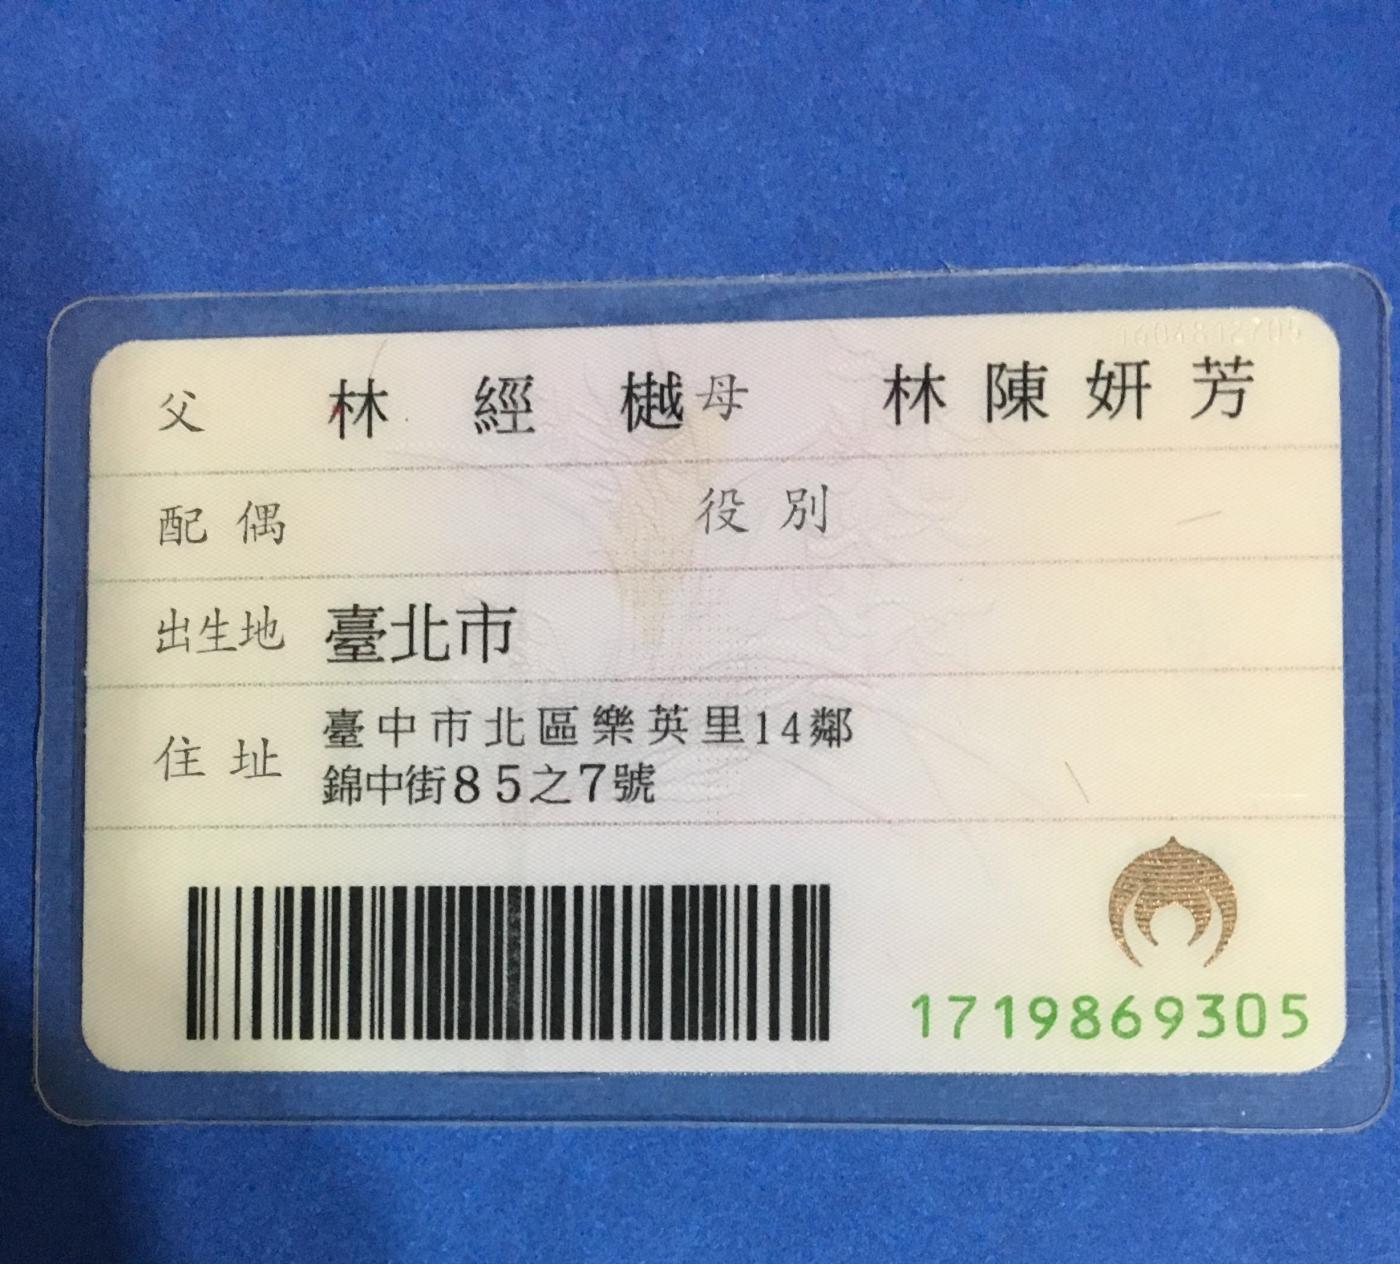 父 林經樾 母 林陳妍芳
配偶 役別
出生地 臺北市
住址 臺中市北區樂英里14鄰
錦中街85之7號
1719869305